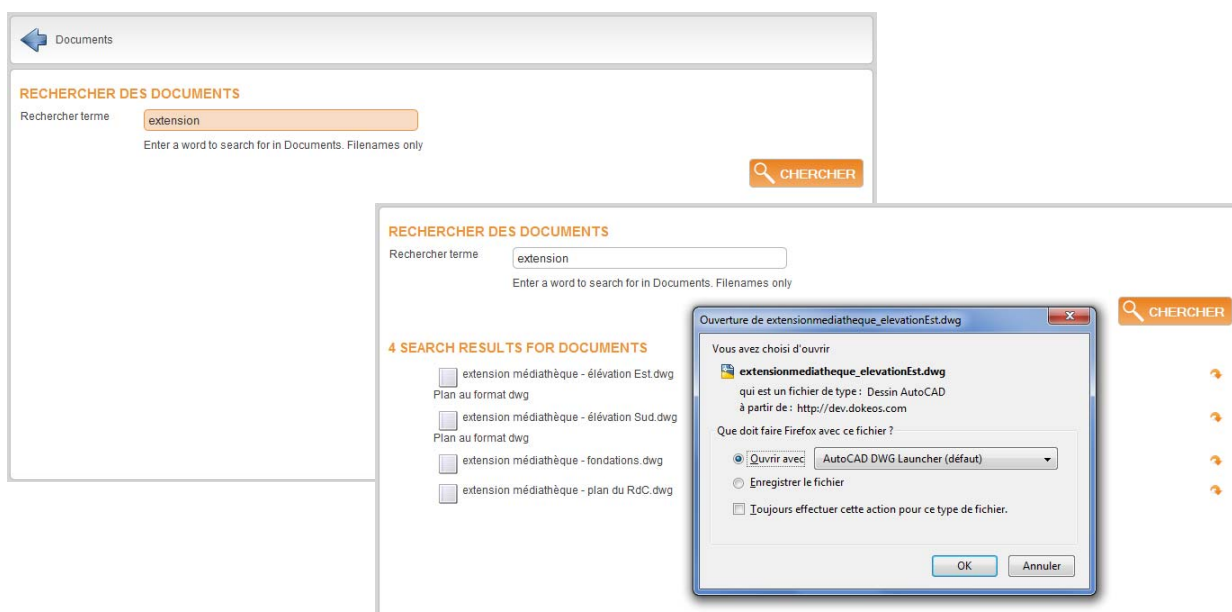 Documents
RECHERCHER DES DOCUMENTS
Rechercher terme
extension
Enter a word to search for in Documents. Filenames only
CHERCHER
RECHERCHER DES DOCUMENTS
Rechercher terme
extension
Enter a word to search for in Documents. Filenames only
CHERCHER
4 SEARCH RESULTS FOR DOCUMENTS
extension médiathèque - élévation Est.dwg
Plan au format dwg
extension médiathèque - élévation Sud.dwg
Plan au format dwg
extension médiathèque - fondations.dwg
extension médiathèque - plan du RdC.dwg
Ouverture de extensionmediatheque_elevationEst.dwg
Vous avez choisi d'ouvrir
extensionmediatheque_elevationEst.dwg
qui est un fichier de type : Dessin AutoCAD
à partir de : http://dev.dokeos.com
Que doit faire Firefox avec ce fichier ?
Ouvrir avec AutoCAD DWG Launcher (défaut)
Enregistrer le fichier
Toujours effectuer cette action pour ce type de fichier.
OK Annuler